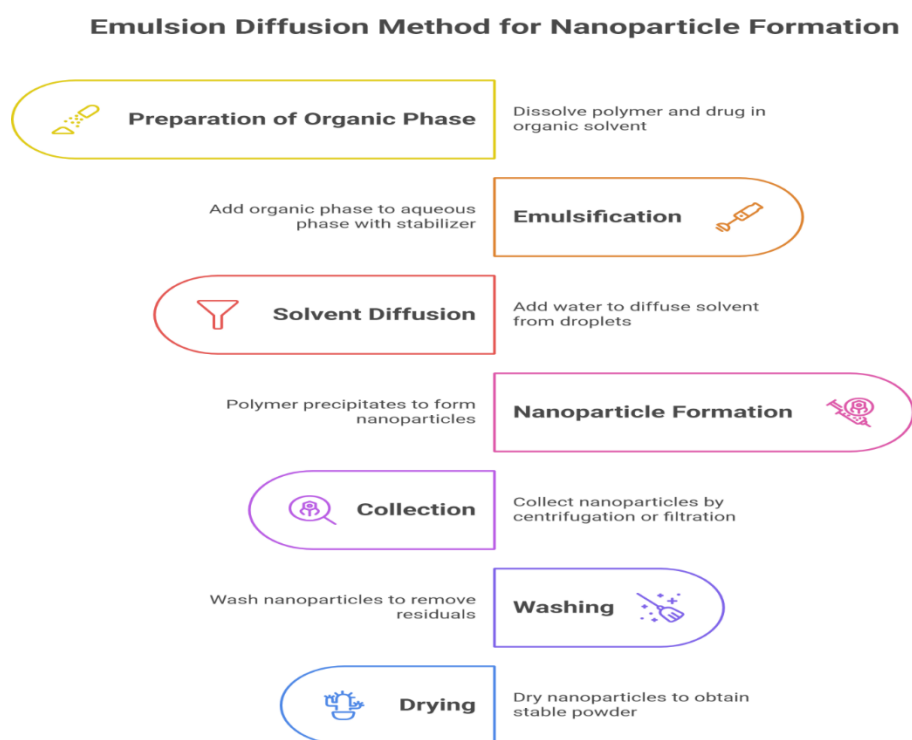 Emulsion Diffusion Method for Nanoparticle Formation
Preparation of Organic Phase
Dissolve polymer and drug in
organic solvent
Add organic phase to aqueous
phase with stabilizer
Emulsification
Solvent Diffusion
Add water to diffuse solvent
from droplets
Polymer precipitates to form
nanoparticles
Nanoparticle Formation
Collection
Collect nanoparticles by
centrifugation or filtration
Wash nanoparticles to remove
residuals
Washing
Drying
Dry nanoparticles to obtain
stable powder